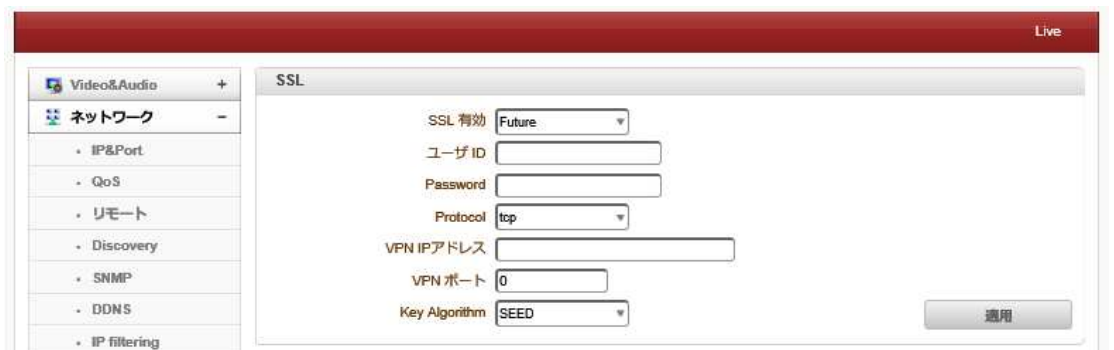 Live
Video&Audio +
ネットワーク -
IP&Port
QoS
リモート
Discovery
SNMP
DDNS
IP filtering
SSL
SSL 有効 Future
ユーザ ID
Password
Protocol tcp
VPN IPアドレス
VPN ポート 0
Key Algorithm SEED
適用